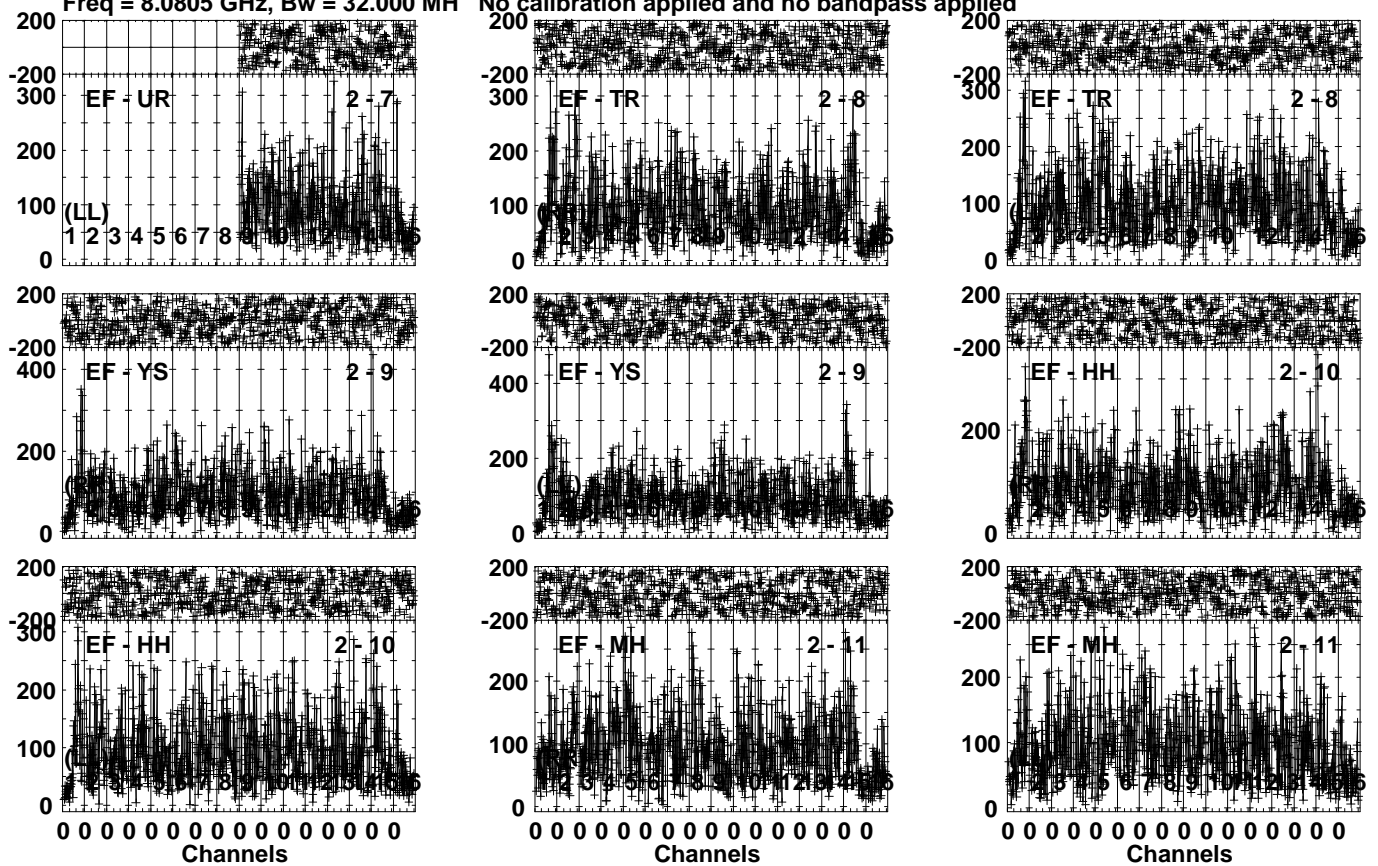 Freq = 8.0805 GHz, Bw = 32.000 MH No calibration applied and no bandpass applied
200 200 200
-200 -200 -200
300 EF - UR 2 - 7 300 EF - TR 2 - 8 300 EF - TR 2 - 8
200 200 200
100 100 100
(LL)
1 2 3 4 5 6 7 8 9 10 12
0 0 0
200 200 200
-200 -200 -200
400 EF - YS 2 - 9 400 EF - YS 2 - 9 EF - HH 2 - 10
200 200 200
0 0 0
200 200 200
-200 -200 -200
300 EF - HH 2 - 10 EF - MH 2 - 11 EF - MH 2 - 11
200 200 200
100 100 100
0 0 0
0 0 0 0 0 0 0 0 0 0 0 0 0 0 0 0 0 0 0 0 0 0 0 0 0 0 0 0 0 0 0 0 0 0 0 0 0 0 0 0 0 0 0 0 0 0 0 0
Channels Channels Channels